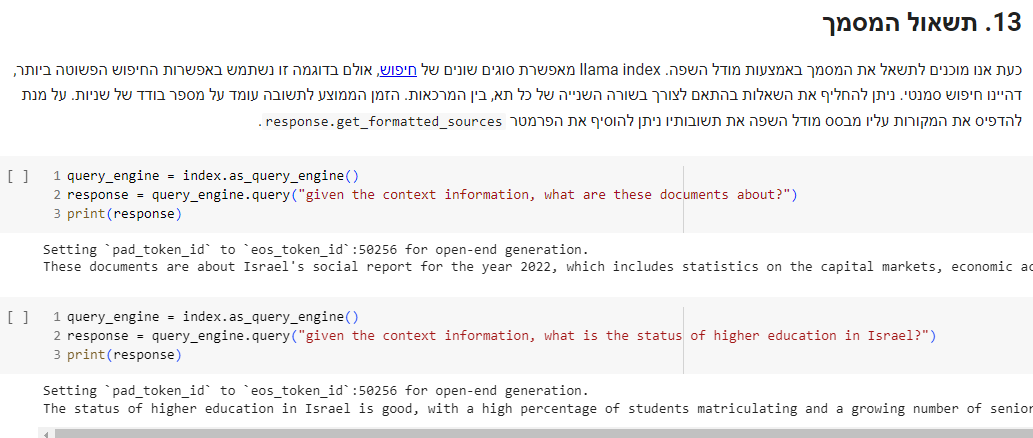 13. תשאול המסמך
כעת אנו מוכנים לתשאל את המסמך באמצעות מודל השפה. llama index מאפשרת סוגים שונים של חיפוש, אולם בדוגמה זו נשתמש באפשרות החיפוש הפשוטה ביותר,
דהיינו חיפוש סמנטי. ניתן להחליף את השאלות בהתאם לצורך בשורה השנייה של כל תא, בין המרכאות. הזמן הממוצע לתשובה עומד על מספר בודד של שניות. על מנת
להדפיס את המקורות עליו מבסס מודל השפה את תשובותיו ניתן להוסיף את הפרמטר response.get_formatted_sources.
[ ] 1 query_engine = index.as_query_engine()
2 response = query_engine.query("given the context information, what are these documents about?")
3 print(response)
Setting `pad_token_id` to `eos_token_id`:50256 for open-end generation.
These documents are about Israel's social report for the year 2022, which includes statistics on the capital markets, economic ac
[ ] 1 query_engine = index.as_query_engine()
2 response = query_engine.query("given the context information, what is the status of higher education in Israel?")
3 print(response)
Setting `pad_token_id` to `eos_token_id`:50256 for open-end generation.
The status of higher education in Israel is good, with a high percentage of students matriculating and a growing number of senior